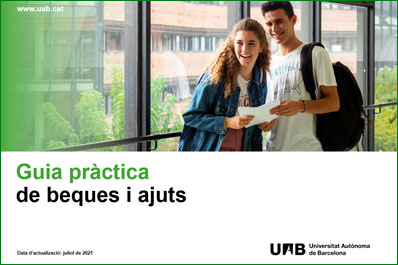 www.uab.cat
Guia pràctica
de beques i ajuts
Data d'actualització: juliol de 2021
UAB
Universitat Autònoma
de Barcelona